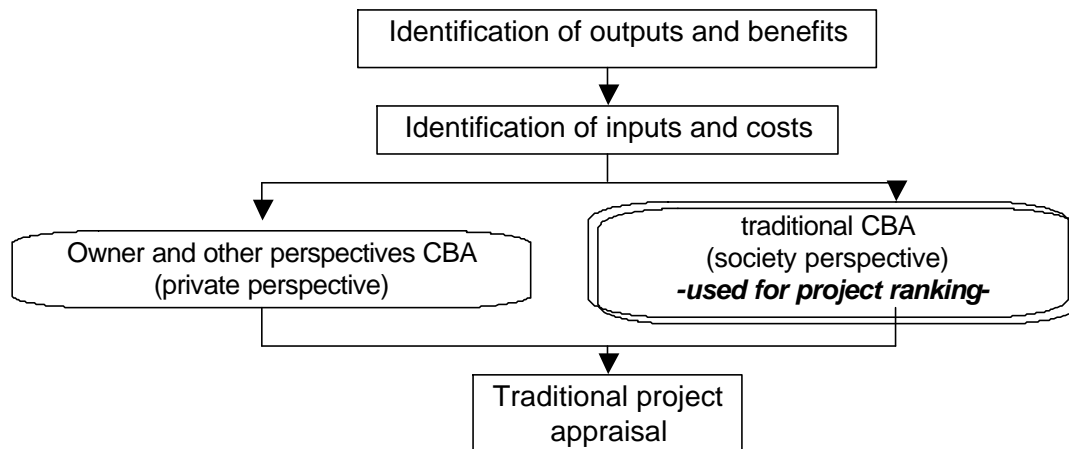 Identification of outputs and benefits
Identification of inputs and costs
Owner and other perspectives CBA
(private perspective)
traditional CBA
(society perspective)
-used for project ranking-
Traditional project
appraisal